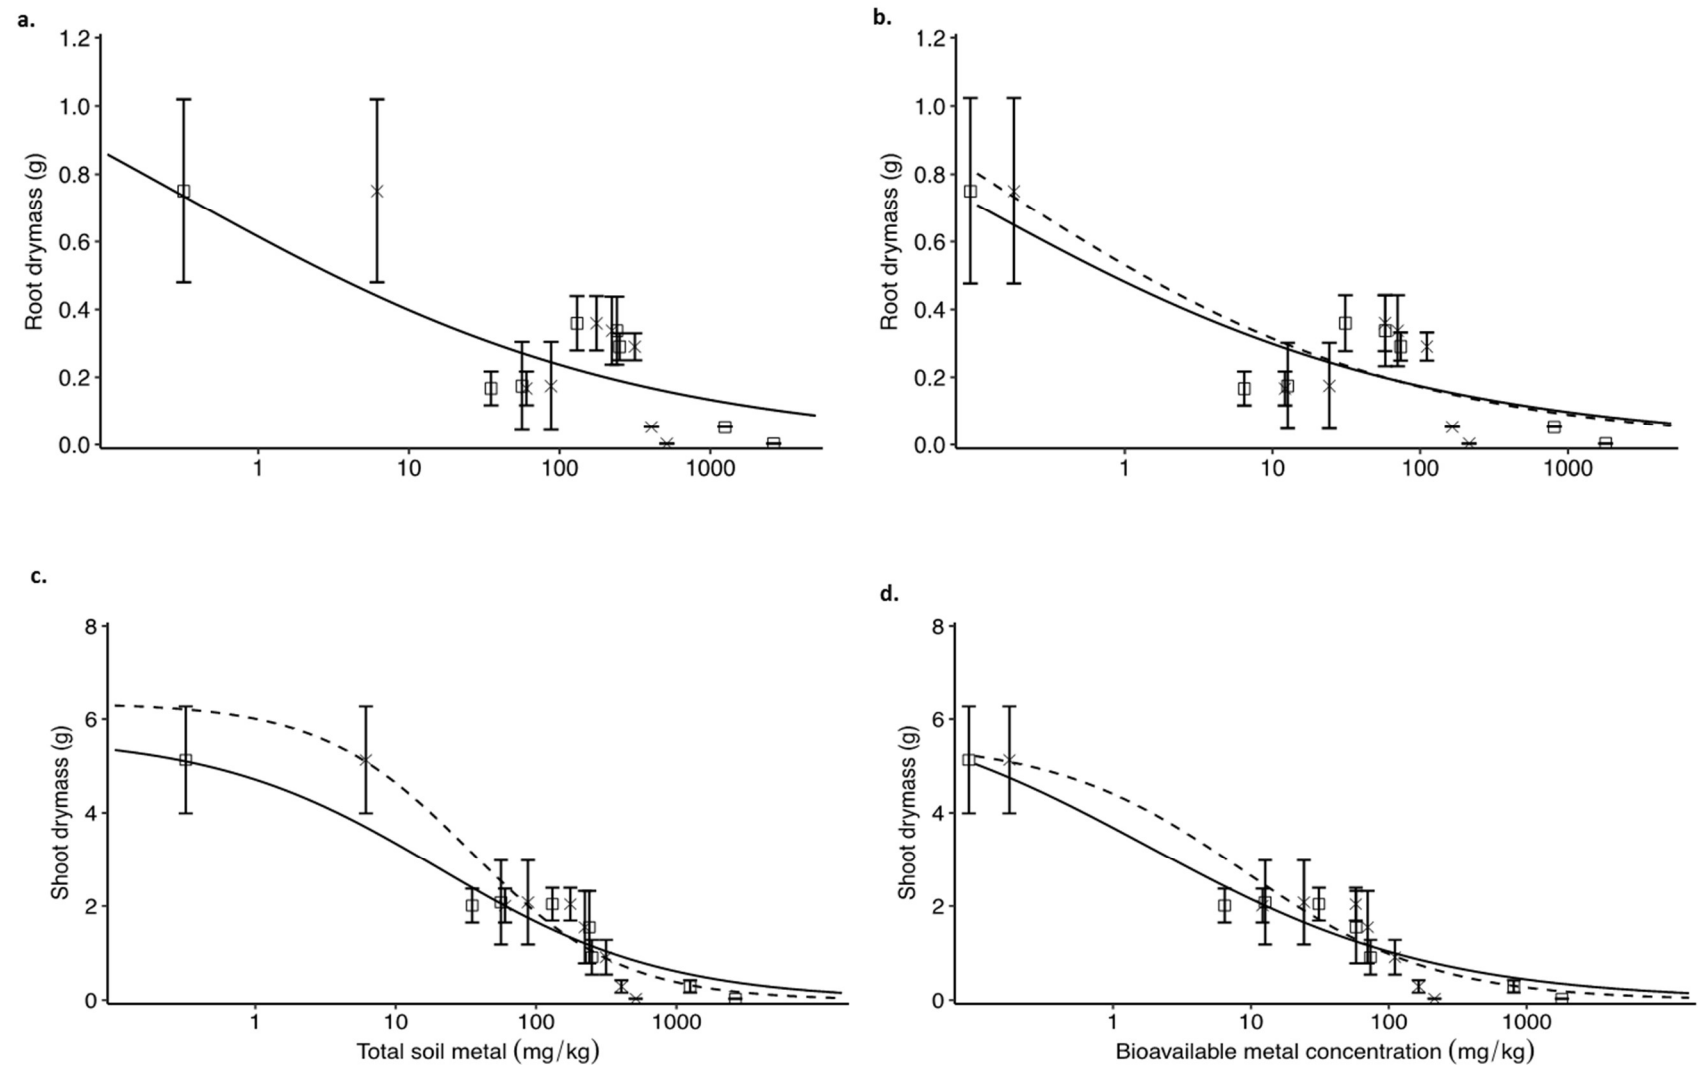 a.
1.2
1.0
0.8
0.6
0.4
0.2
0.0
Root drymass (g)
1 10 100 1000
b.
1.2
1.0
0.8
0.6
0.4
0.2
0.0
Root drymass (g)
1 10 100 1000
c.
8
6
4
2
0
Shoot drymass (g)
1 10 100 1000
Total soil metal (mg/kg)
d.
8
6
4
2
0
Shoot drymass (g)
1 10 100 1000
Bioavailable metal concentration (mg/kg)